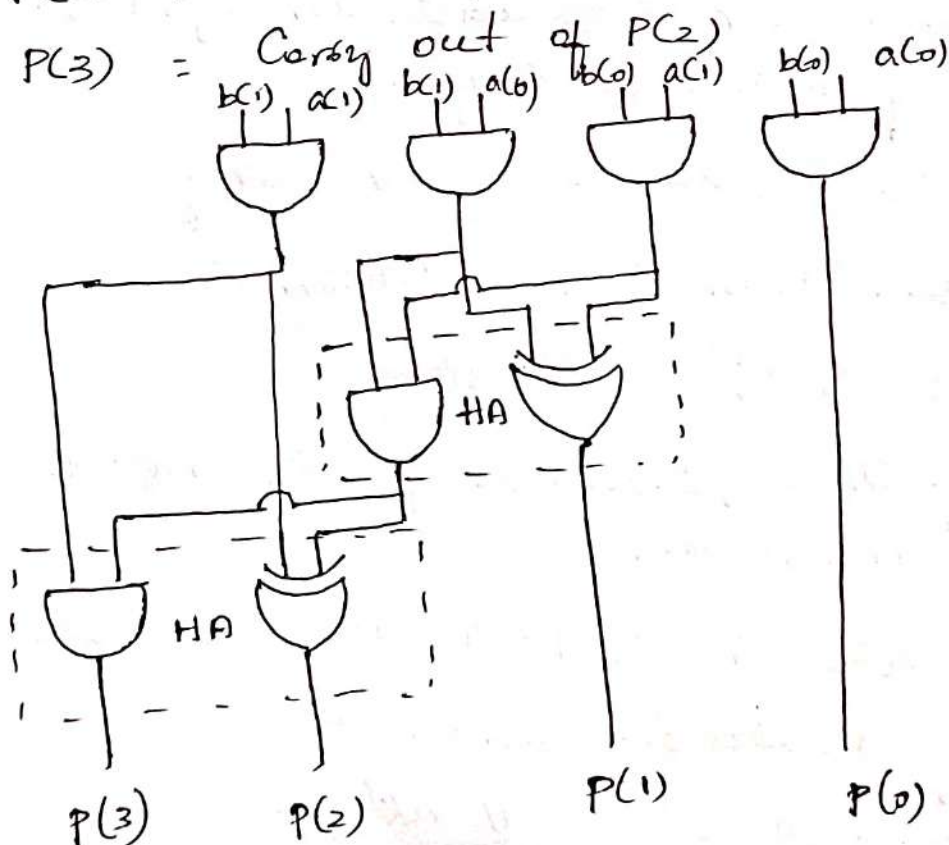 P(3) = Carry out of P(2)
b(1) a(1) b(1) a(0) b(0) a(1) b(0) a(0)
HA
HA
P(3) P(2) P(1) P(0)